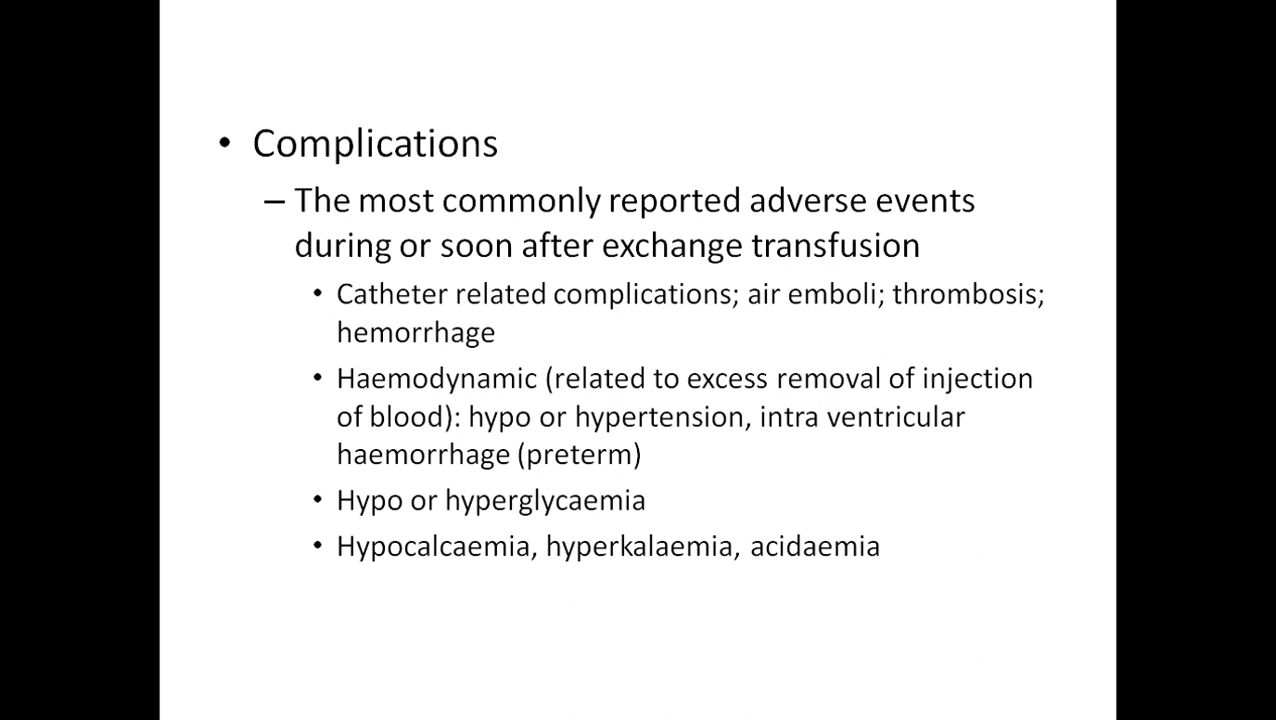 • Complications
– The most commonly reported adverse events
during or soon after exchange transfusion
• Catheter related complications; air emboli; thrombosis;
hemorrhage
• Haemodynamic (related to excess removal of injection
of blood): hypo or hypertension, intra ventricular
haemorrhage (preterm)
• Hypo or hyperglycaemia
• Hypocalcaemia, hyperkalaemia, acidaemia